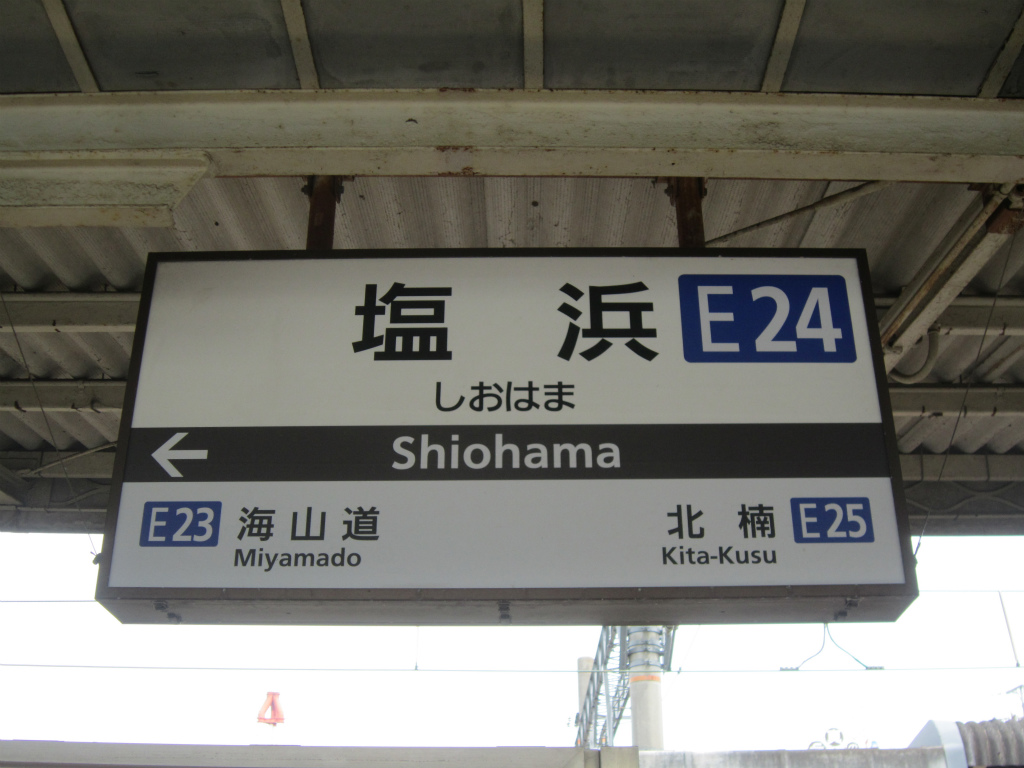 塩浜 E24
しおはま
← Shiohama
E23 海山道 北楠 E25
Miyamado Kita-Kusu